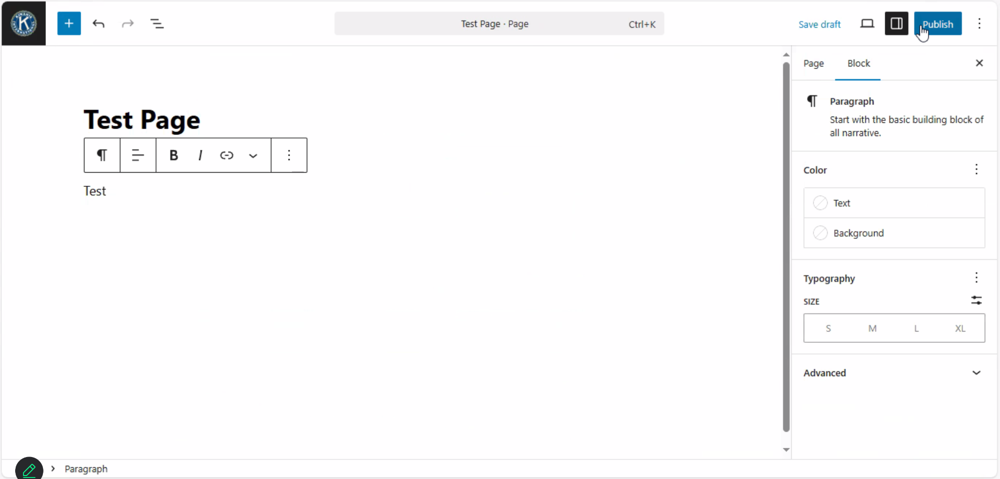 K
Test Page · Page Ctrl+K
Save draft
Publish
Page Block
Test Page
B I
Test
Paragraph
Start with the basic building block of
all narrative.
Color
Text
Background
Typography
SIZE
S M L XL
Advanced
Paragraph